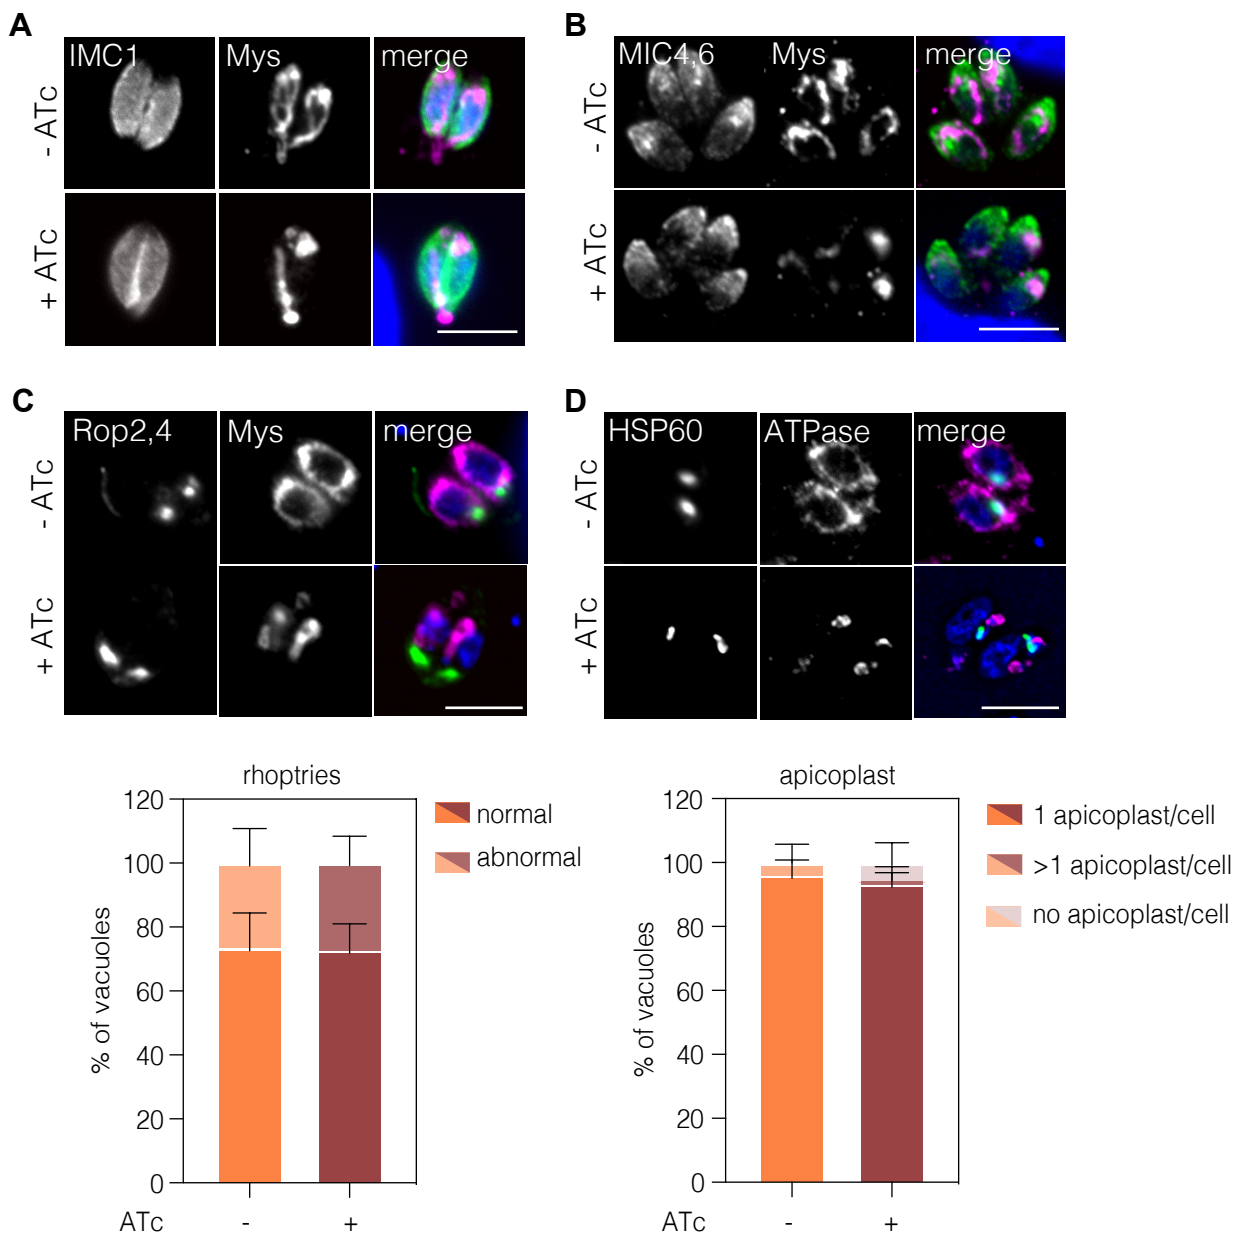 A
IMC1 Mys merge
- ATc
+ ATc
B
MIC4,6 Mys merge
- ATc
+ ATc
C
Rop2,4 Mys merge
- ATc
+ ATc
D
HSP60 ATPase merge
- ATc
+ ATc
rhoptries
% of vacuoles
120
100
80
60
40
20
0
ATc - +
normal
abnormal
apicoplast
% of vacuoles
120
100
80
60
40
20
0
ATc - +
1 apicoplast/cell
>1 apicoplast/cell
no apicoplast/cell